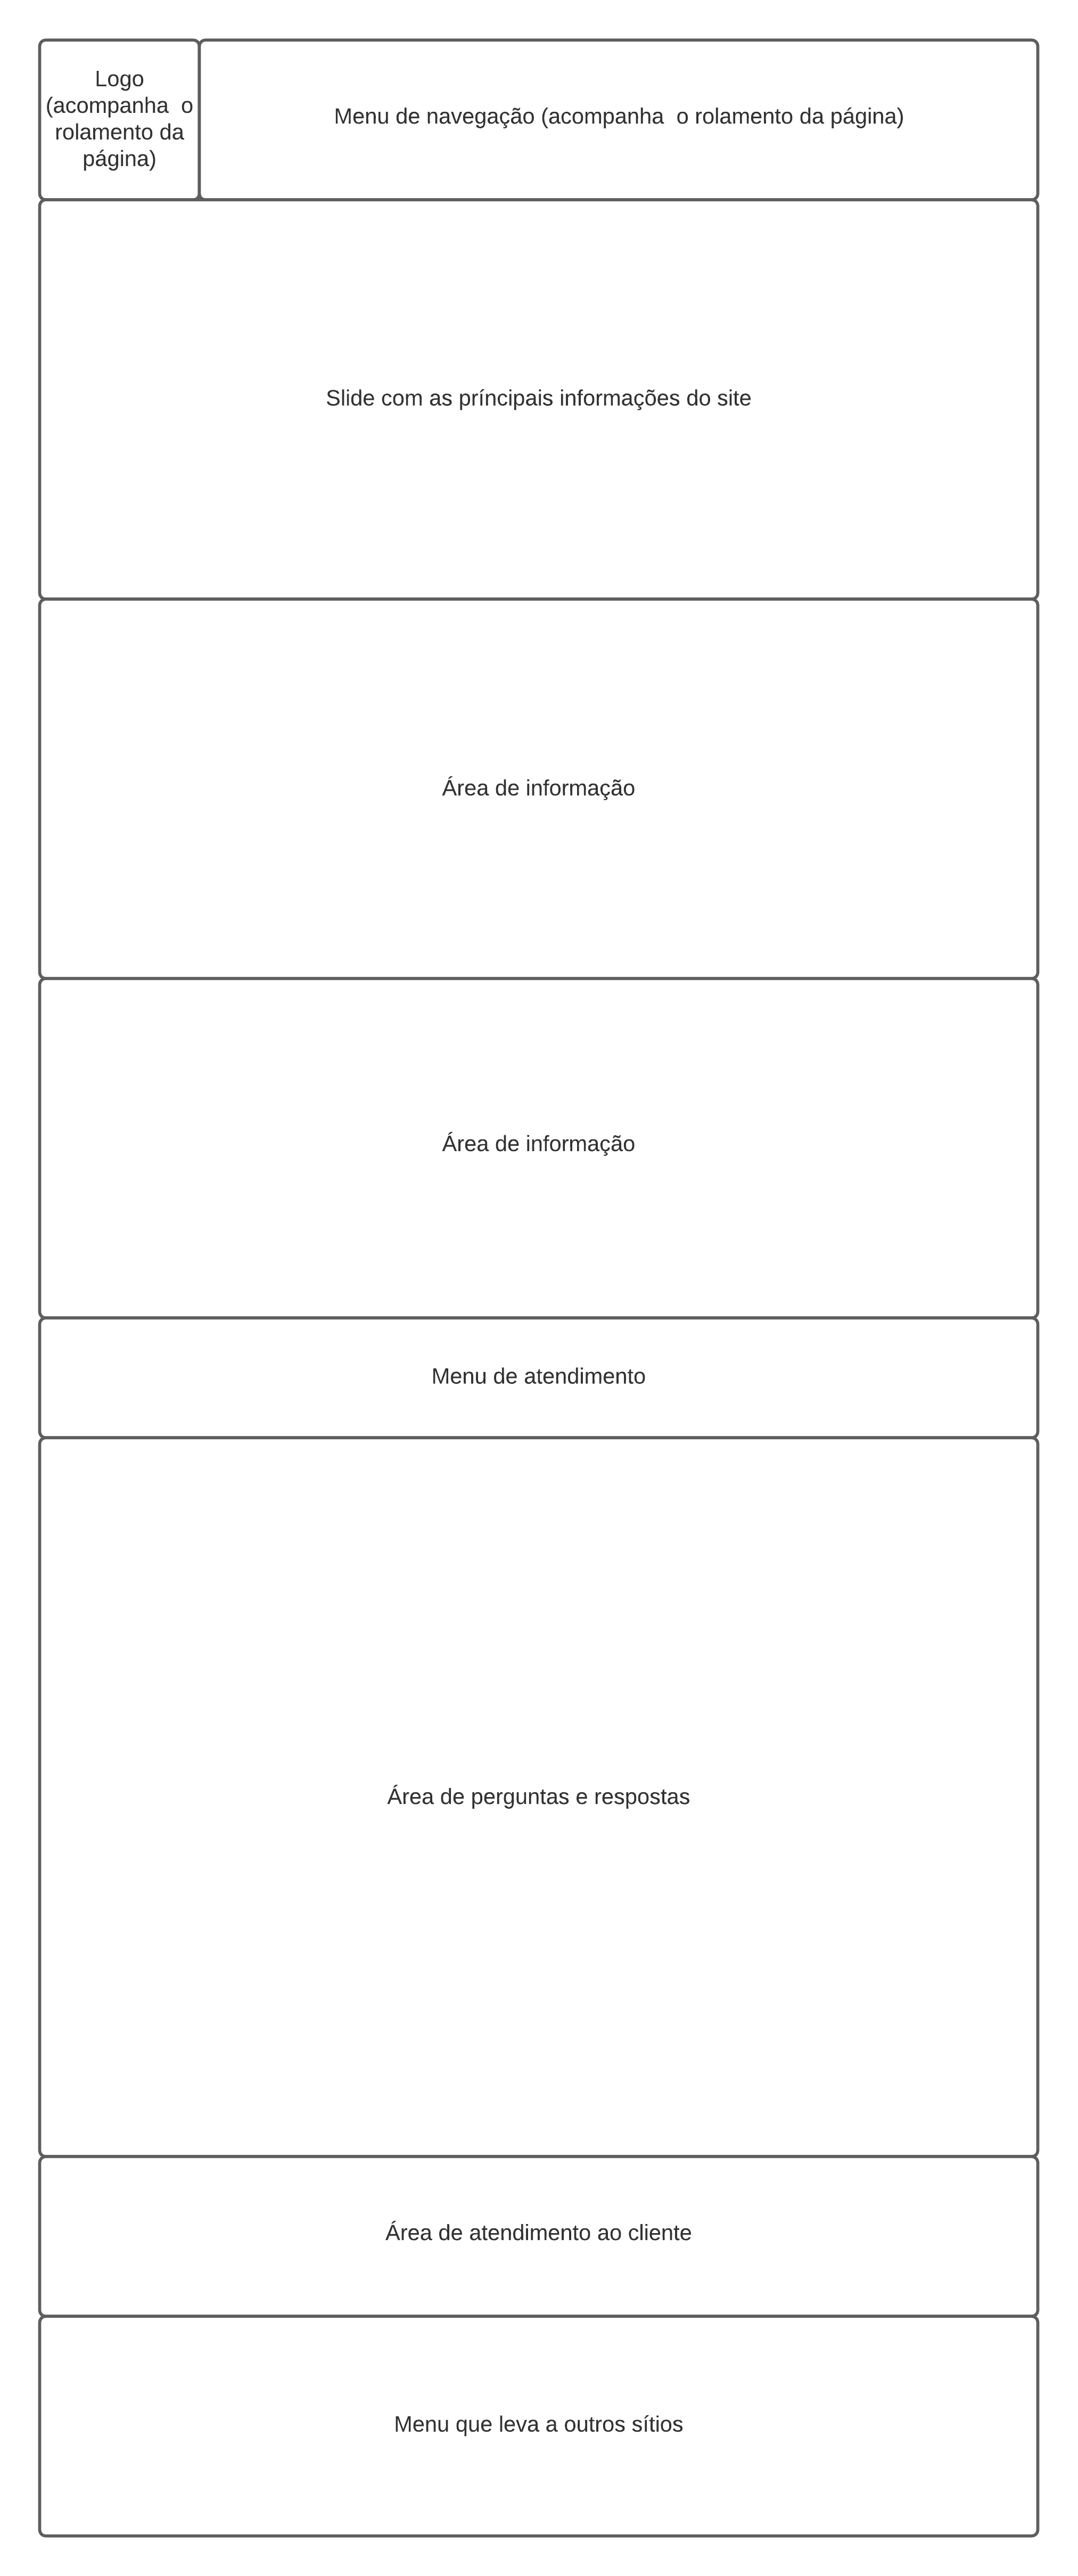 Logo
(acompanha  o
rolamento da
página)
Menu de navegação (acompanha  o rolamento da página)
Slide com as príncipais informações do site
Área de informação
Área de informação
Menu de atendimento
Área de perguntas e respostas
Área de atendimento ao cliente
Menu que leva a outros sítios